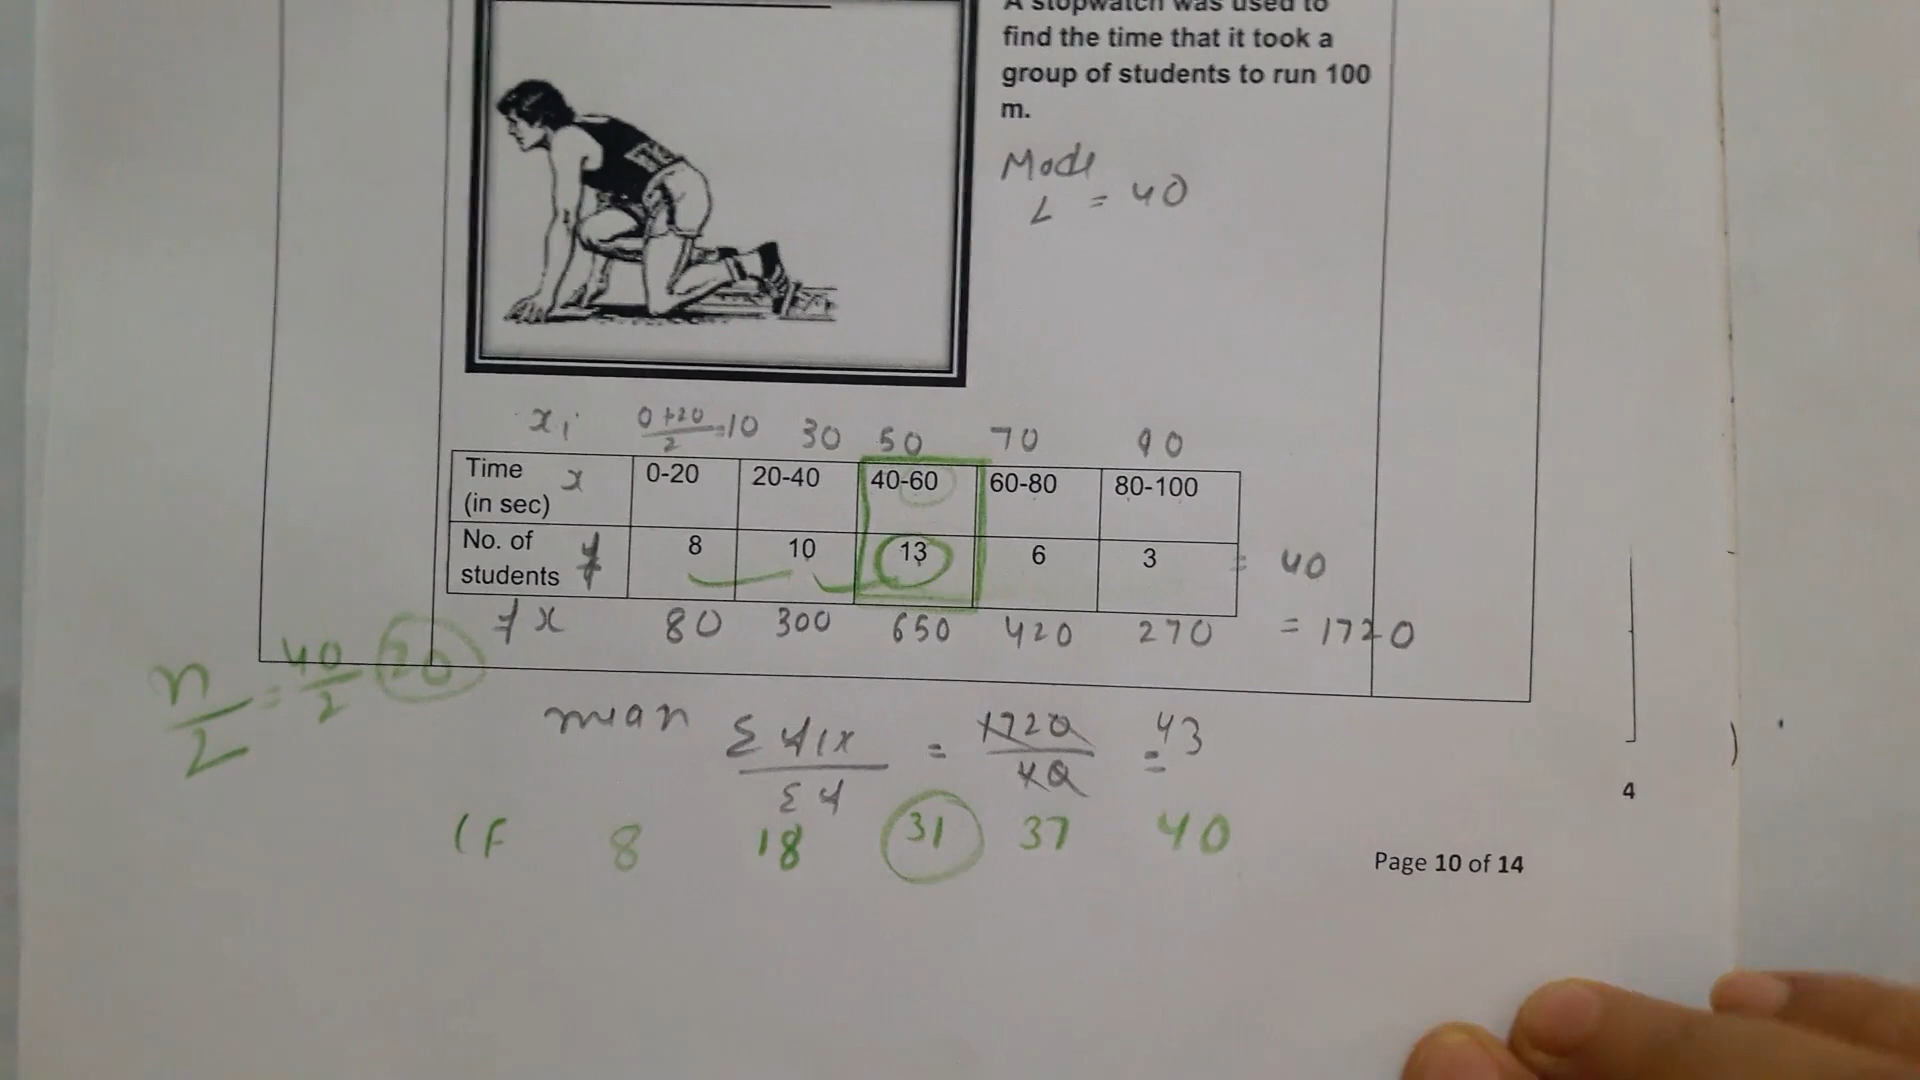 A stopwatch was used to
find the time that it took a
group of students to run 100
m.
Mode
L = 40
xi 0+20/2=10 30 50 70 90
Time (in sec) x 0-20 20-40 40-60 60-80 80-100
No. of students f 8 10 13 6 3 = 40
fx 80 300 650 420 270 = 1720
n/2 = 40/2 20
mean Σfixi/Σf = 1720/40 = 43
CF 8 18 31 37 40
4
Page 10 of 14